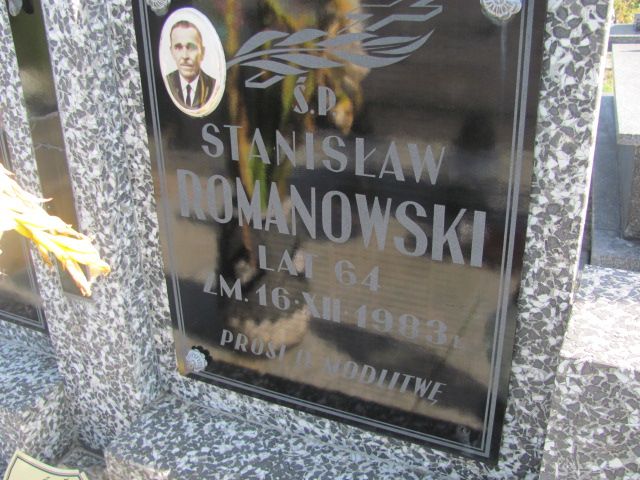 Ś.P.
STANISŁAW
ROMANOWSKI
LAT 64
ZM. 16·XII·1983 r.
PROSI O MODLITWĘ